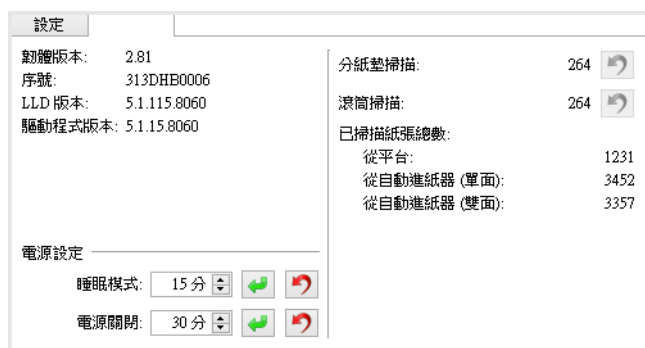 設定
韌體版本: 2.81
序號: 313DHB0006
LLD 版本: 5.1.115.8060
驅動程式版本: 5.1.15.8060
電源設定
睡眠模式: 15 分
電源關閉: 30 分
分紙墊掃描: 264
滾筒掃描: 264
已掃描紙張總數:
從平台: 1231
從自動進紙器 (單面): 3452
從自動進紙器 (雙面): 3357